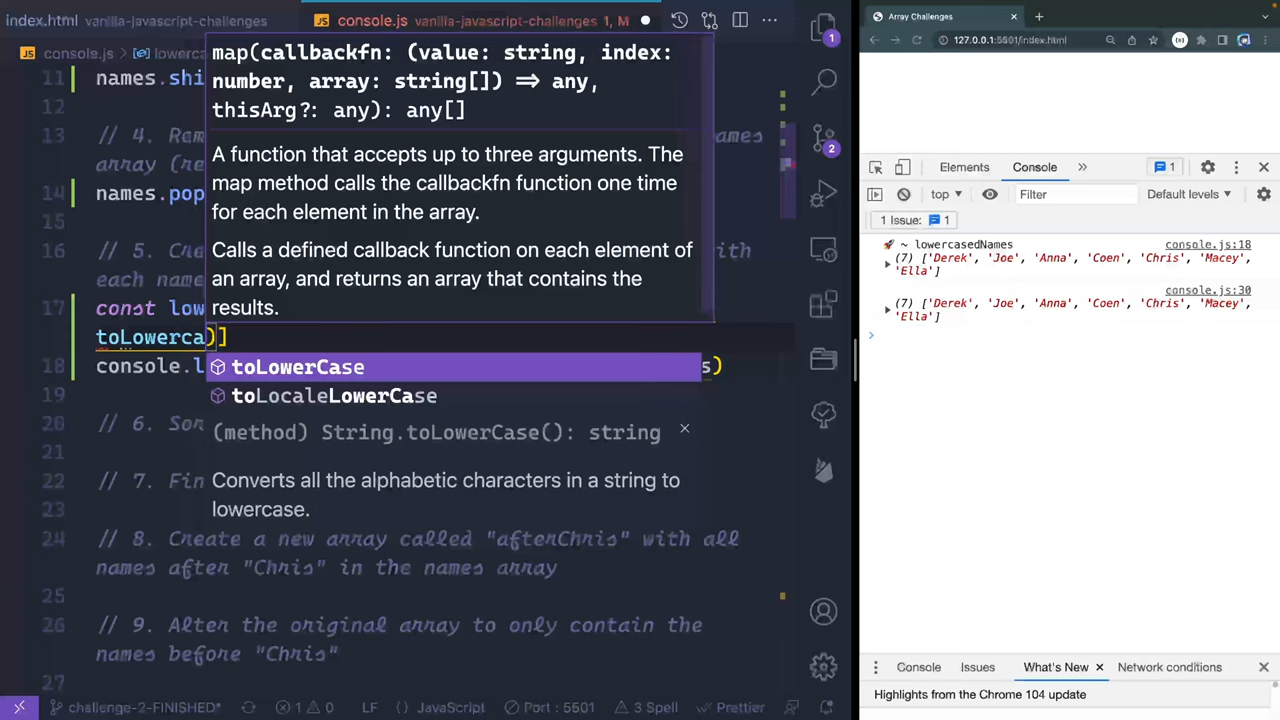 index.html vanilla-javascript-challenges
console.js vanilla-javascript-challenges 1, M
console.js > lowerc
map(callbackfn: (value: string, index:
number, array: string[]) => any,
thisArg?: any): any[]
A function that accepts up to three arguments. The
map method calls the callbackfn function one time
for each element in the array.
Calls a defined callback function on each element of
an array, and returns an array that contains the
results.
11 names.shi
12
13 // 4. Rem ames
array (re
14 names.pop
15
16 // 5. Crea with
each nam
17 const low
toLowerca)]
toLowerCase
toLocaleLowerCase
(method) String.toLowerCase(): string
Converts all the alphabetic characters in a string to
lowercase.
18 console.l s)
19
20 // 6. Sor
21
22 // 7. Fin
23
24 // 8. Create a new array called "afterChris" with all
names after "Chris" in the names array
25
26 // 9. Alter the original array to only contain the
names before "Chris"
27
1
2
challenge-2-FINISHED* 1 0 LF {} JavaScript Port : 5501 3 Spell Prettier
Array Challenges
127.0.0.1:5501/index.html
Elements Console 1
top Filter Default levels
1 Issue: 1
🚀 ~ lowercasedNames console.js:18
(7) ['Derek', 'Joe', 'Anna', 'Coen', 'Chris', 'Macey',
'Ella']
console.js:30
(7) ['Derek', 'Joe', 'Anna', 'Coen', 'Chris', 'Macey',
'Ella']
Console Issues What's New Network conditions
Highlights from the Chrome 104 update